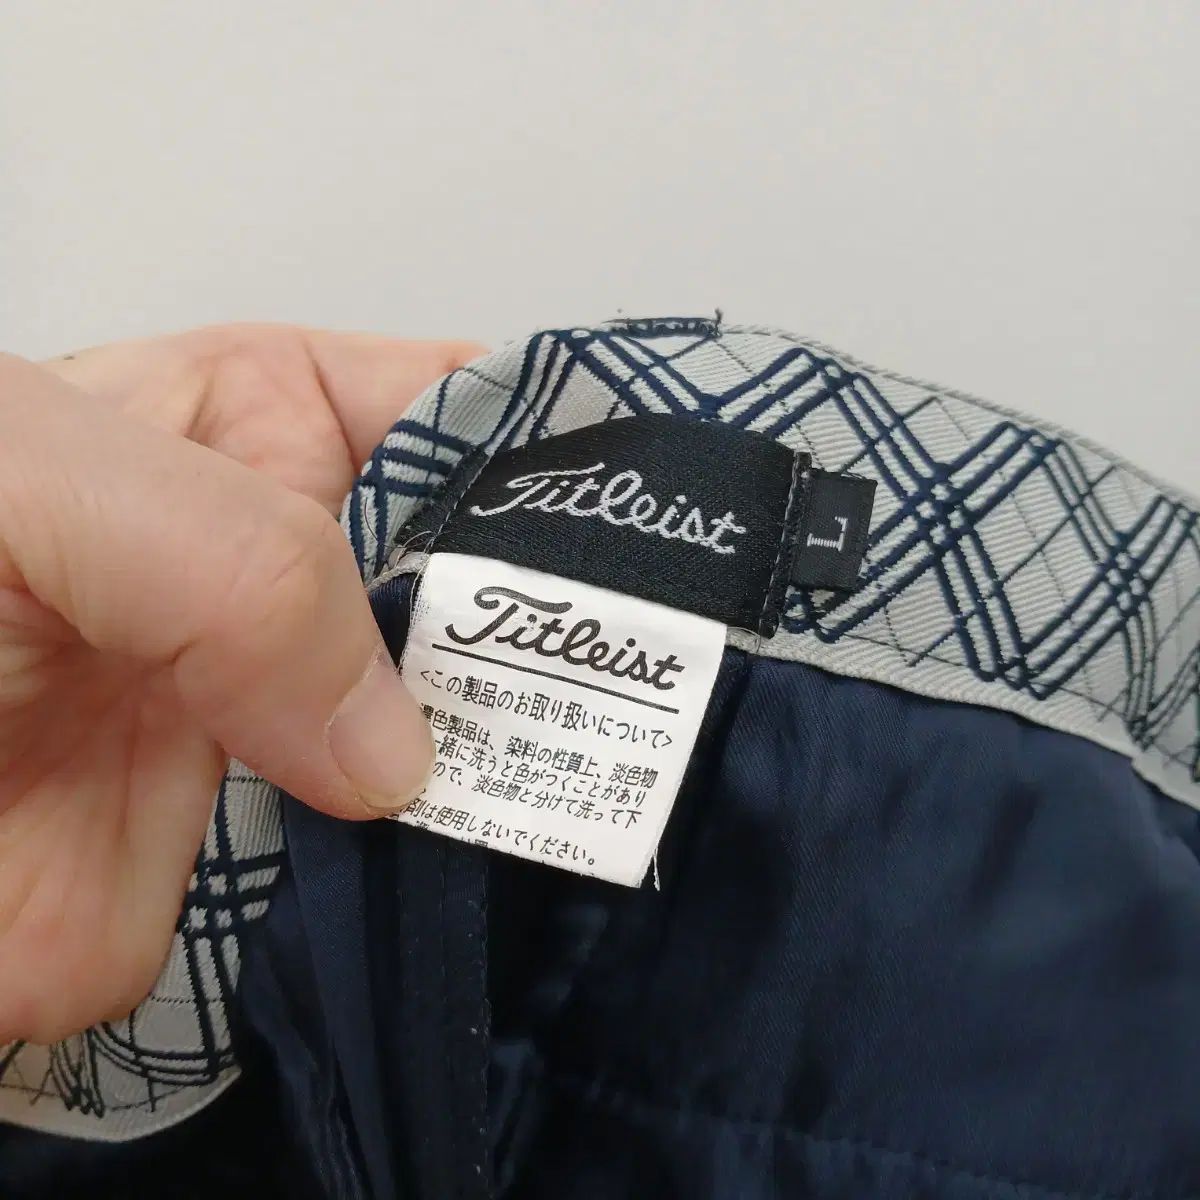 Titleist
L
Titleist
<この製品のお取り扱いについて>
濃色製品は、染料の性質上、淡色物
緒に洗うと色がつくことがあり
ので、淡色物と分けて洗って下
剤は使用しないでください。